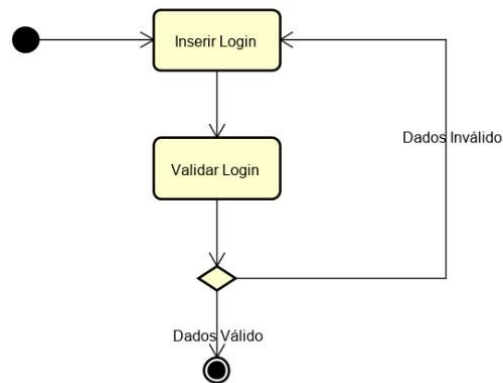 Inserir Login
Dados Inválido
Validar Login
Dados Válido